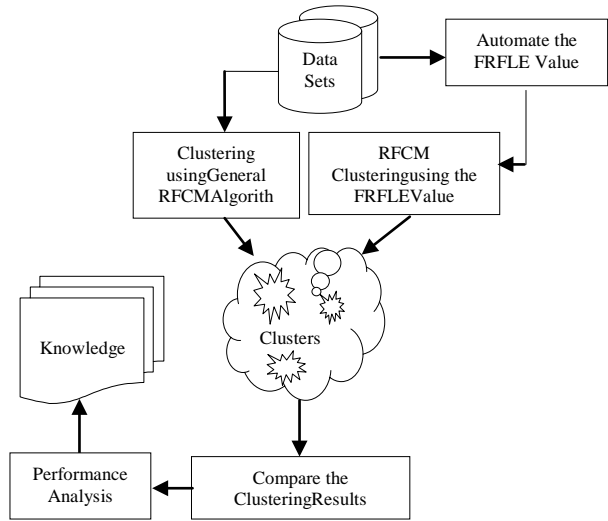 Data
Sets
Automate the
FRFLE Value
Clustering
usingGeneral
RFCMAlgorith
RFCM
Clusteringusing the
FRFLEValue
Clusters
Knowledge
Performance
Analysis
Compare the
ClusteringResults